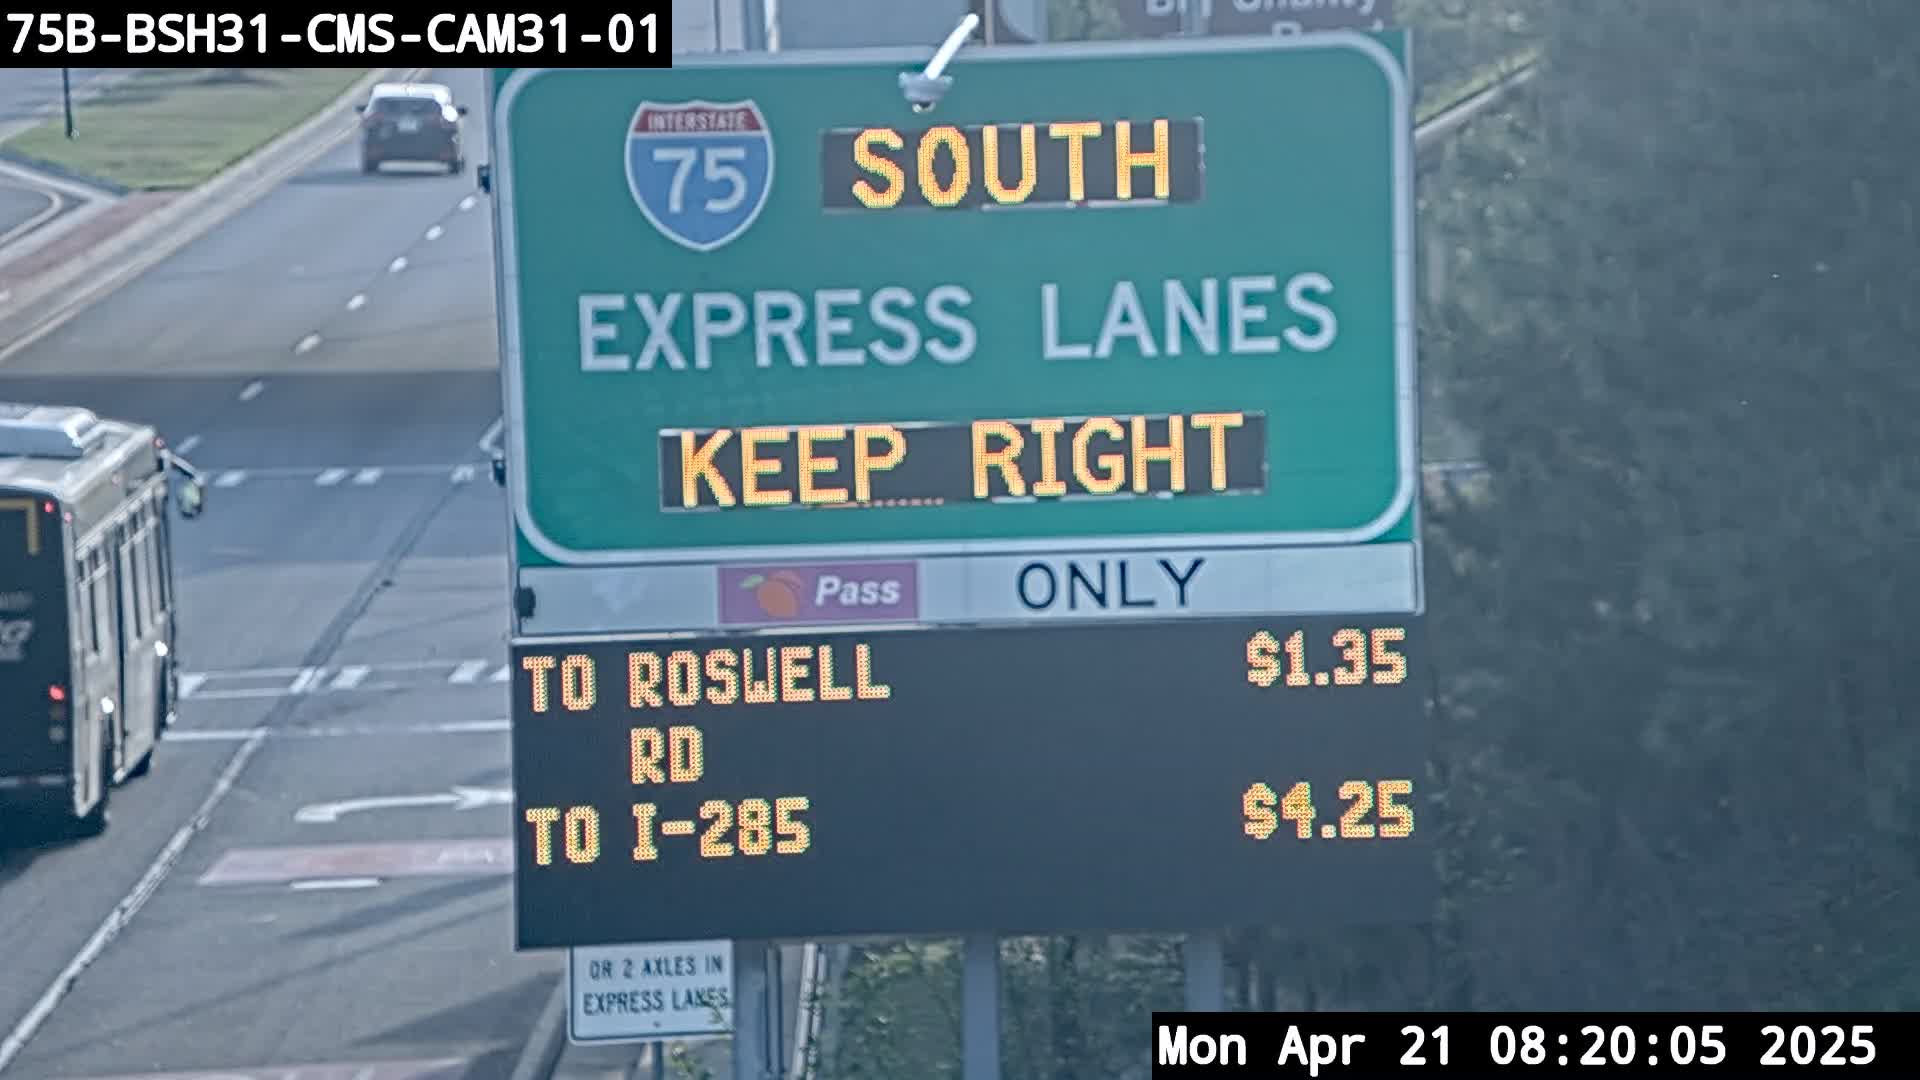 75B-BSH31-CMS-CAM31-01
INTERSTATE
75
SOUTH
EXPRESS LANES
KEEP RIGHT
Pass ONLY
TO ROSWELL $1.35
RD
TO I-285 $4.25
OR 2 AXLES IN
EXPRESS LANES
Mon Apr 21 08:20:05 2025